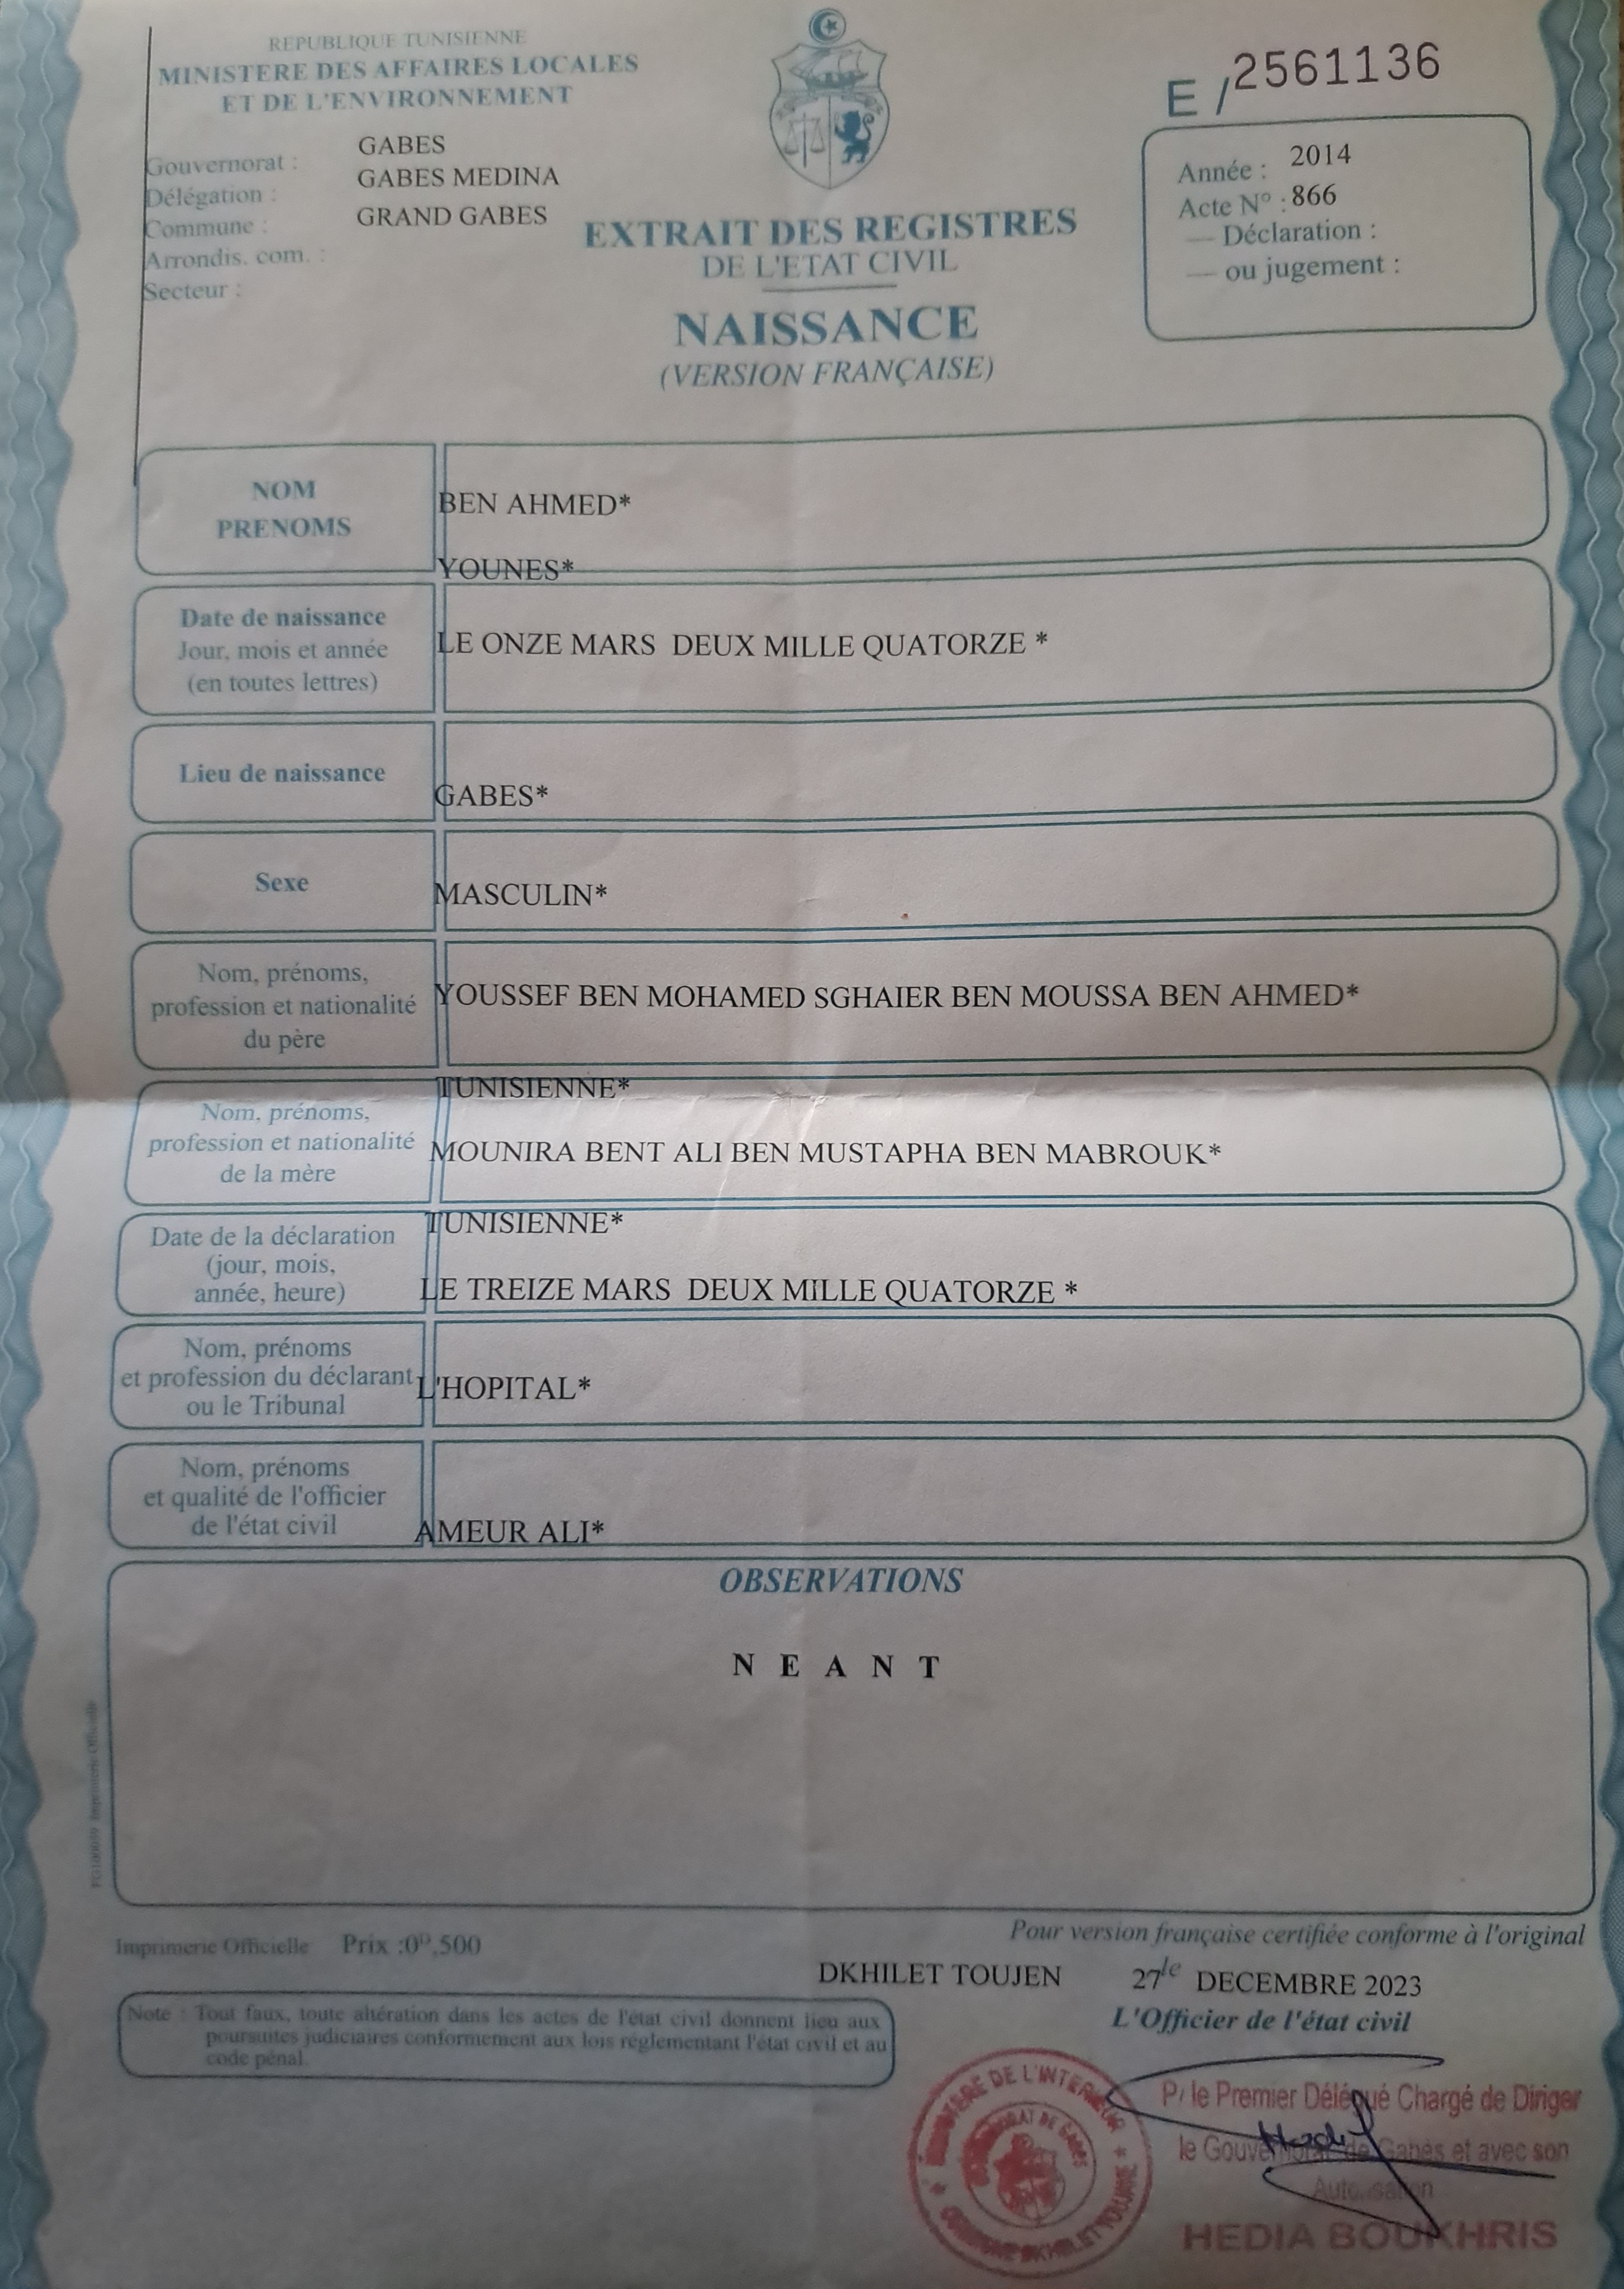 REPUBLIQUE TUNISIENNE
MINISTERE DES AFFAIRES LOCALES
ET DE L'ENVIRONNEMENT
Gouvernorat : GABES
Délégation : GABES MEDINA
Commune : GRAND GABES
Arrondis. com. :
Secteur :
E / 2561136
Année : 2014
Acte N° : 866
— Déclaration :
— ou jugement :
EXTRAIT DES REGISTRES
DE L'ETAT CIVIL
NAISSANCE
(VERSION FRANÇAISE)
NOM
PRENOMS
BEN AHMED*
YOUNES*
Date de naissance
Jour, mois et année
(en toutes lettres)
LE ONZE MARS DEUX MILLE QUATORZE *
Lieu de naissance
GABES*
Sexe
MASCULIN*
Nom, prénoms,
profession et nationalité
du père
YOUSSEF BEN MOHAMED SGHAIER BEN MOUSSA BEN AHMED*
TUNISIENNE*
Nom, prénoms,
profession et nationalité
de la mère
MOUNIRA BENT ALI BEN MUSTAPHA BEN MABROUK*
TUNISIENNE*
Date de la déclaration
(jour, mois,
année, heure)
LE TREIZE MARS DEUX MILLE QUATORZE *
Nom, prénoms
et profession du déclarant
ou le Tribunal
L'HOPITAL*
Nom, prénoms
et qualité de l'officier
de l'état civil
AMEUR ALI*
OBSERVATIONS
N E A N T
Imprimerie Officielle
Imprimerie Officielle Prix :0ᴰ,500
Pour version française certifiée conforme à l'original
DKHILET TOUJEN 27 le DECEMBRE 2023
L'Officier de l'état civil
Note : Tout faux, toute altération dans les actes de l'état civil donnent lieu aux
poursuites judiciaires conformement aux lois réglementant l'état civil et au
code pénal.
DE L'INTERIEUR
P/ le Premier Délégué Chargé de Diriger
le Gouvernorat de Gabès et avec son
Autorisation
HEDIA BOUKHRIS